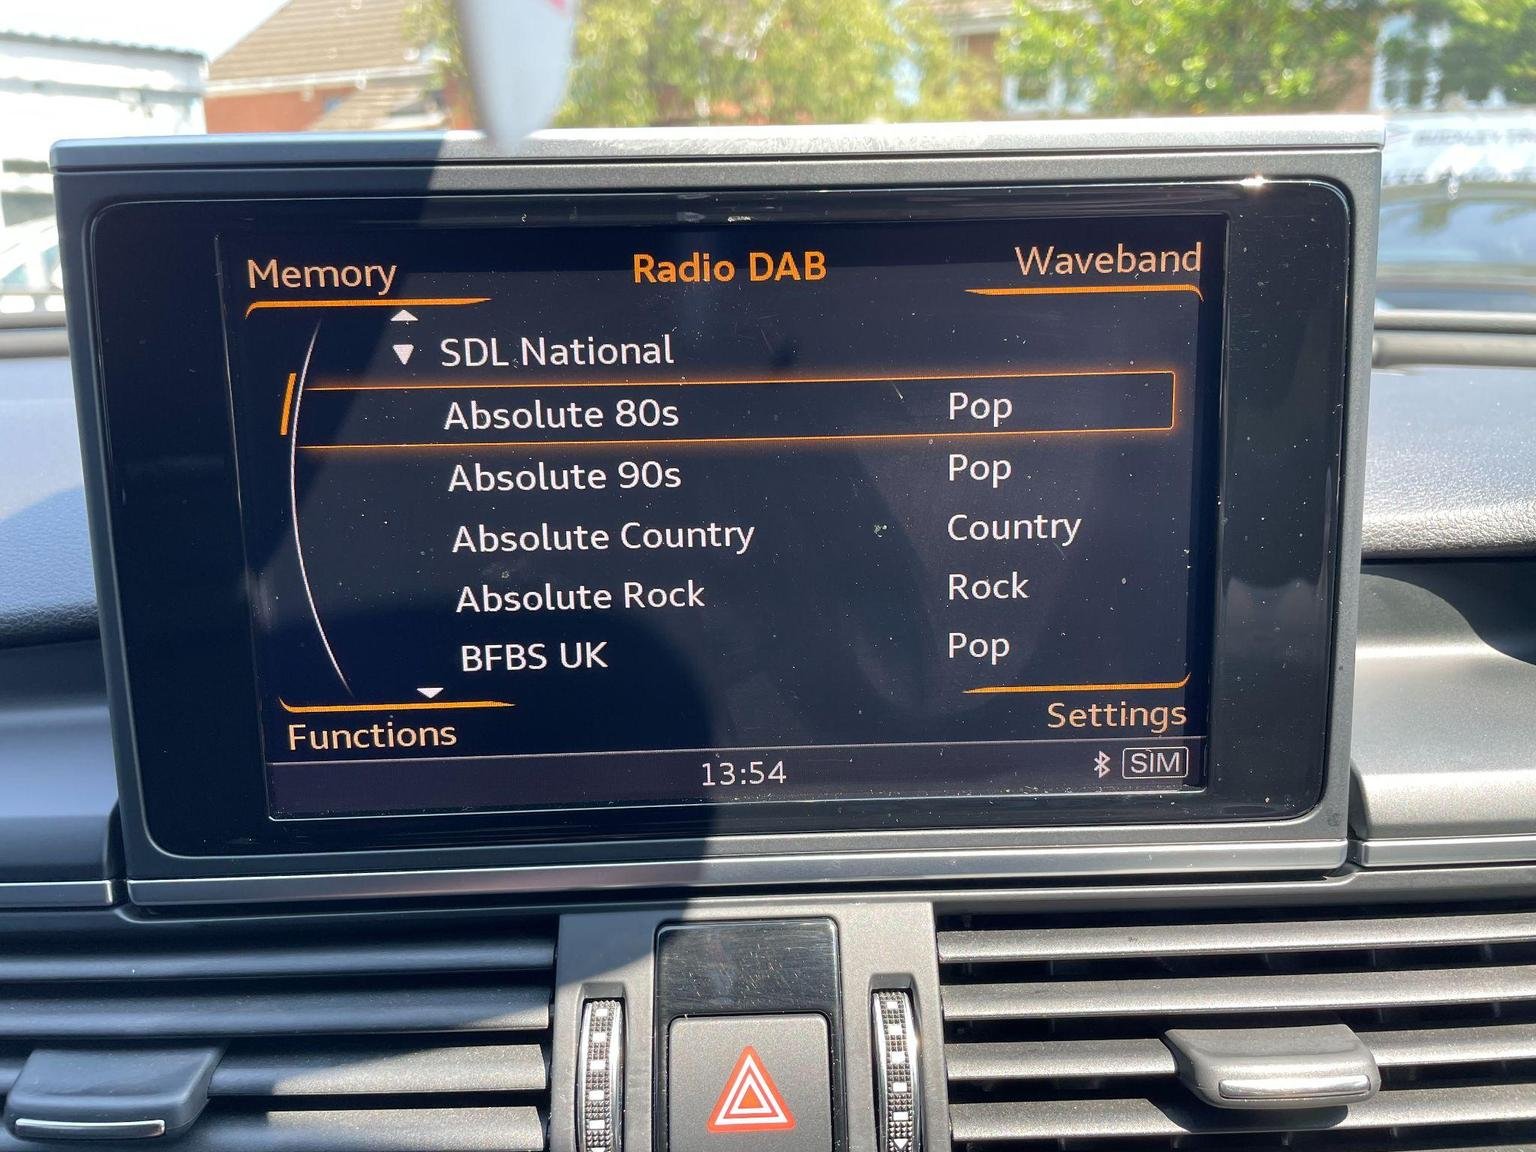 Memory Radio DAB Waveband
SDL National
Absolute 80s Pop
Absolute 90s Pop
Absolute Country Country
Absolute Rock Rock
BFBS UK Pop
Functions Settings
13:54 SIM